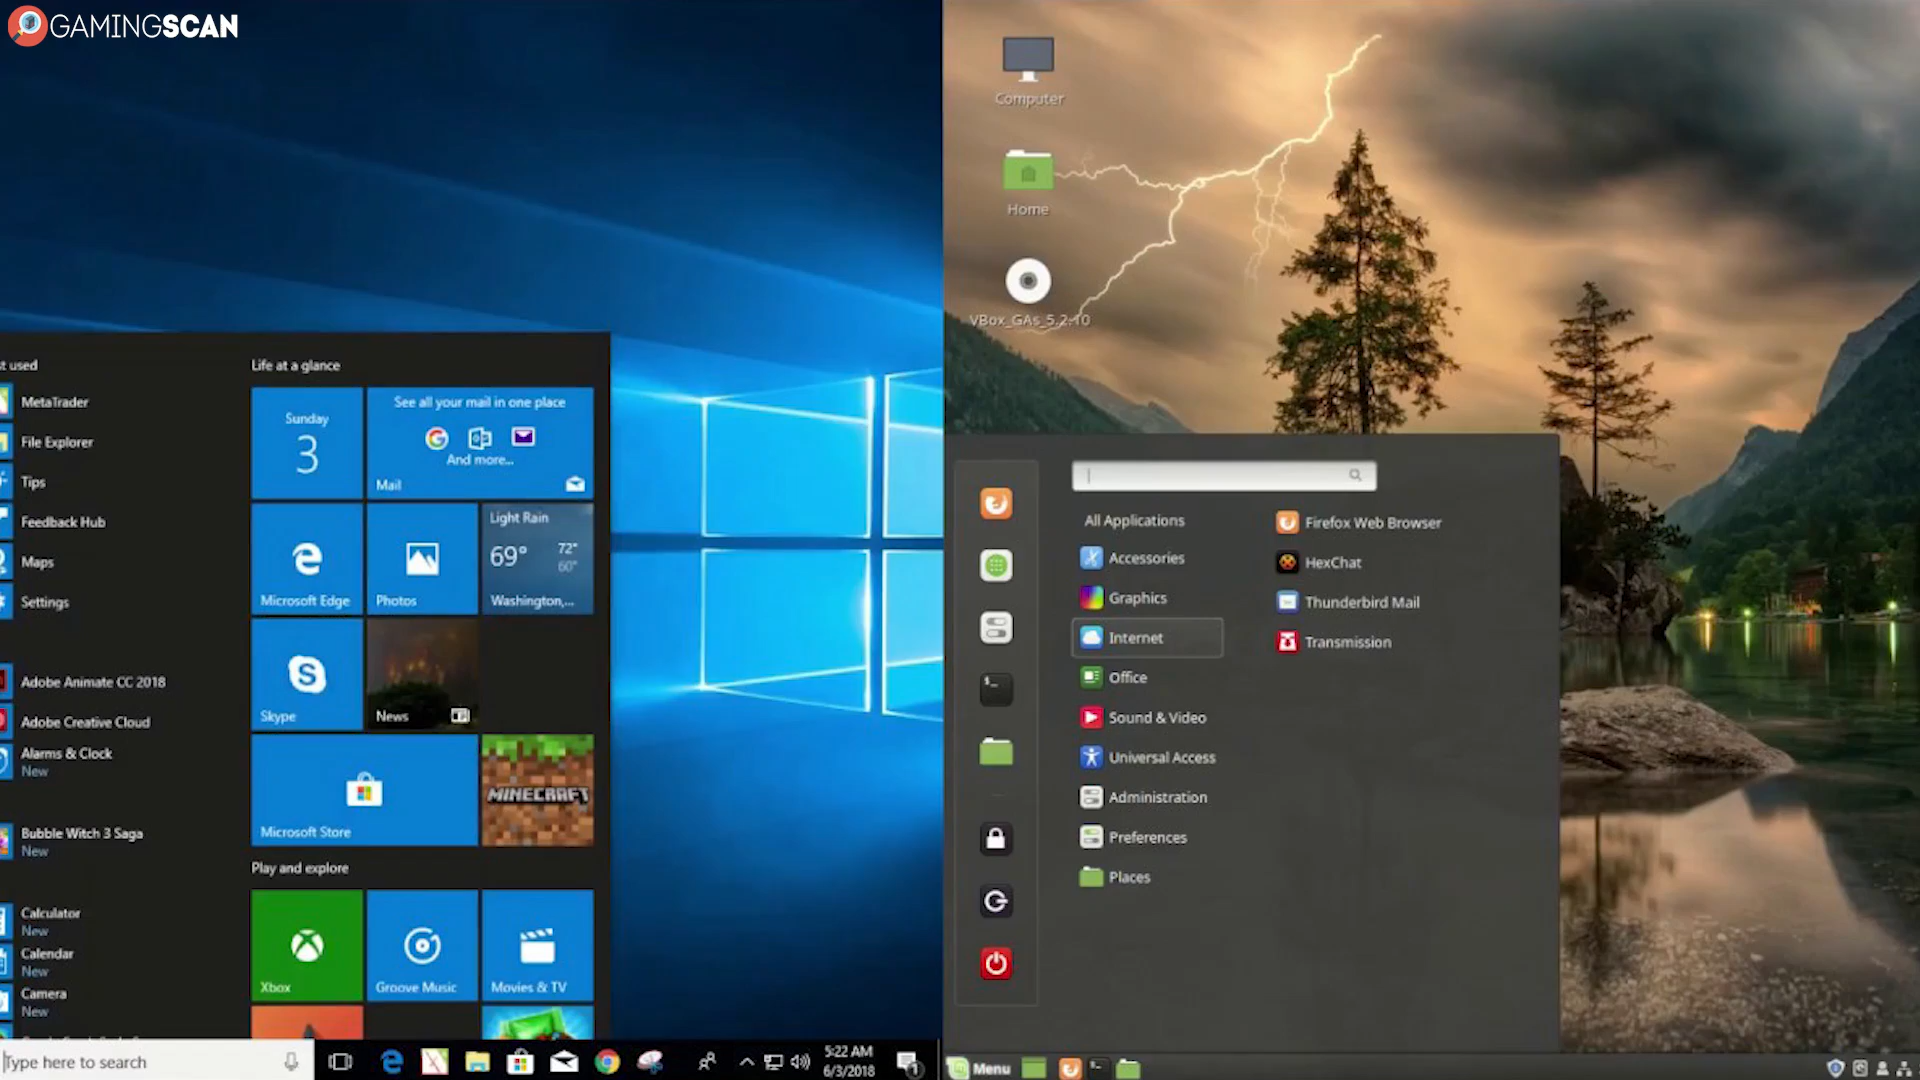 GAMINGSCAN
st used
MetaTrader
File Explorer
Tips
Feedback Hub
Maps
Settings
Adobe Animate CC 2018
Adobe Creative Cloud
Alarms & Clock
New
Bubble Witch 3 Saga
New
Calculator
New
Calendar
New
Camera
New
Life at a glance
Sunday
3
See all your mail in one place
And more...
Mail
Microsoft Edge
Photos
Light Rain
69° 72°
60°
Washington,...
Skype
News
Microsoft Store
MINECRAFT
Play and explore
Xbox
Groove Music
Movies & TV
Type here to search
5:22 AM
6/3/2018
1
Computer
Home
VBox_GAs_5.2.10
All Applications
Accessories
Graphics
Internet
Office
Sound & Video
Universal Access
Administration
Preferences
Places
Firefox Web Browser
HexChat
Thunderbird Mail
Transmission
Menu